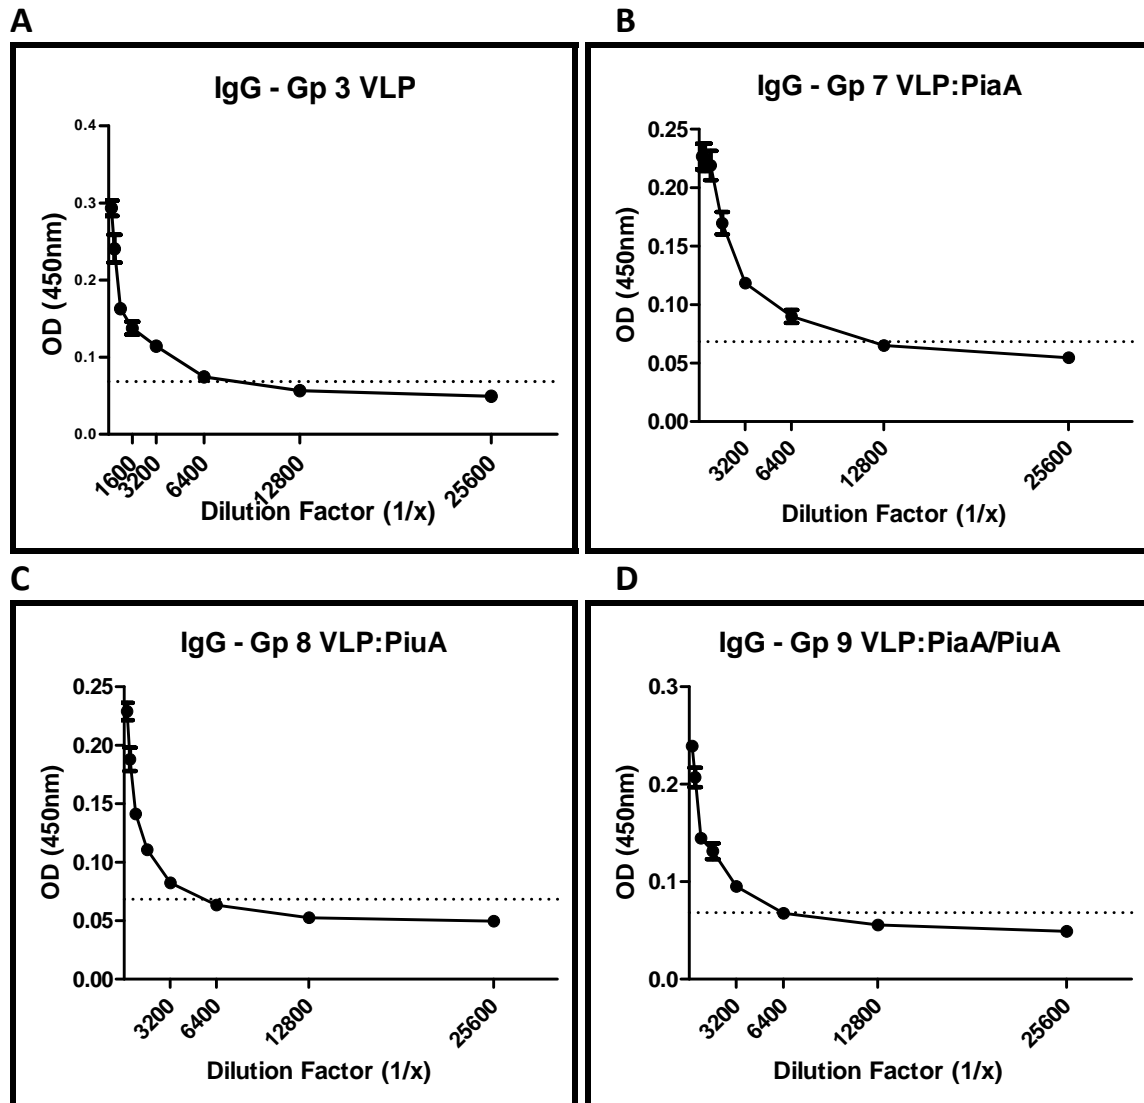 A
IgG - Gp 3 VLP
0.4
0.3
0.2
0.1
0.0
OD (450nm)
1600
3200
6400
12800
25600
Dilution Factor (1/x)
B
IgG - Gp 7 VLP:PiaA
0.25
0.20
0.15
0.10
0.05
0.00
OD (450nm)
3200
6400
12800
25600
Dilution Factor (1/x)
C
IgG - Gp 8 VLP:PiuA
0.25
0.20
0.15
0.10
0.05
0.00
OD (450nm)
3200
6400
12800
25600
Dilution Factor (1/x)
D
IgG - Gp 9 VLP:PiaA/PiuA
0.3
0.2
0.1
0.0
OD (450nm)
3200
6400
12800
25600
Dilution Factor (1/x)